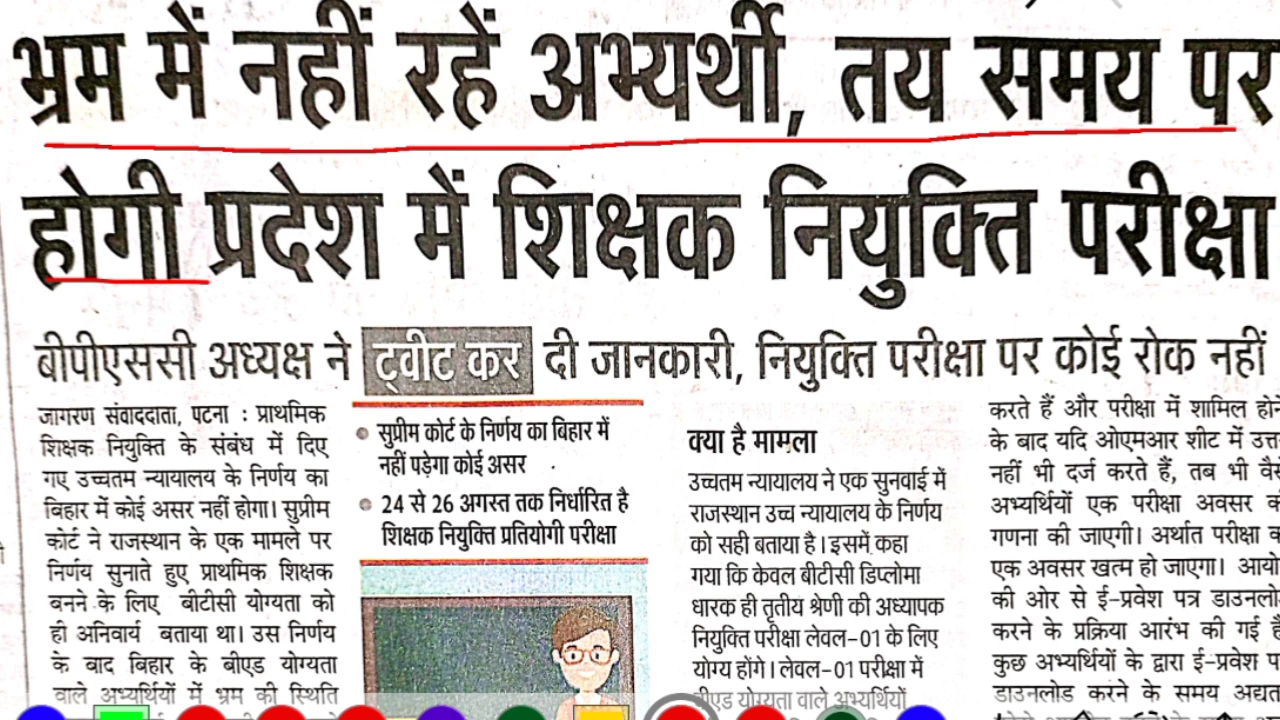 भ्रम में नहीं रहें अभ्यर्थी, तय समय पर
होगी प्रदेश में शिक्षक नियुक्ति परीक्षा
बीपीएससी अध्यक्ष ने ट्वीट कर दी जानकारी, नियुक्ति परीक्षा पर कोई रोक नहीं
जागरण संवाददाता, पटना : प्राथमिक
शिक्षक नियुक्ति के संबंध में दिए
गए उच्चतम न्यायालय के निर्णय का
बिहार में कोई असर नहीं होगा। सुप्रीम
कोर्ट ने राजस्थान के एक मामले पर
निर्णय सुनाते हुए प्राथमिक शिक्षक
बनने के लिए बीटीसी योग्यता को
ही अनिवार्य बताया था। उस निर्णय
के बाद बिहार के बीएड योग्यता
वाले अभ्यर्थियों में भ्रम की स्थिति
सुप्रीम कोर्ट के निर्णय का बिहार में
नहीं पड़ेगा कोई असर
24 से 26 अगस्त तक निर्धारित है
शिक्षक नियुक्ति प्रतियोगी परीक्षा
क्या है मामला
उच्चतम न्यायालय ने एक सुनवाई में
राजस्थान उच्च न्यायालय के निर्णय
को सही बताया है। इसमें कहा
गया कि केवल बीटीसी डिप्लोमा
धारक ही तृतीय श्रेणी की अध्यापक
नियुक्ति परीक्षा लेवल-01 के लिए
योग्य होंगे। लेवल-01 परीक्षा में
बीएड योग्यता वाले अभ्यर्थियों
करते हैं और परीक्षा में शामिल
के बाद यदि ओएमआर शीट में
नहीं भी दर्ज करते हैं, तब भी
अभ्यर्थियों एक परीक्षा अवसर
गणना की जाएगी। अर्थात परीक्षा
एक अवसर खत्म हो जाएगा।
की ओर से ई-प्रवेश पत्र
करने के प्रक्रिया आरंभ की गई
कुछ अभ्यर्थियों के द्वारा ई-प्रवेश
डाउनलोड करने के समय